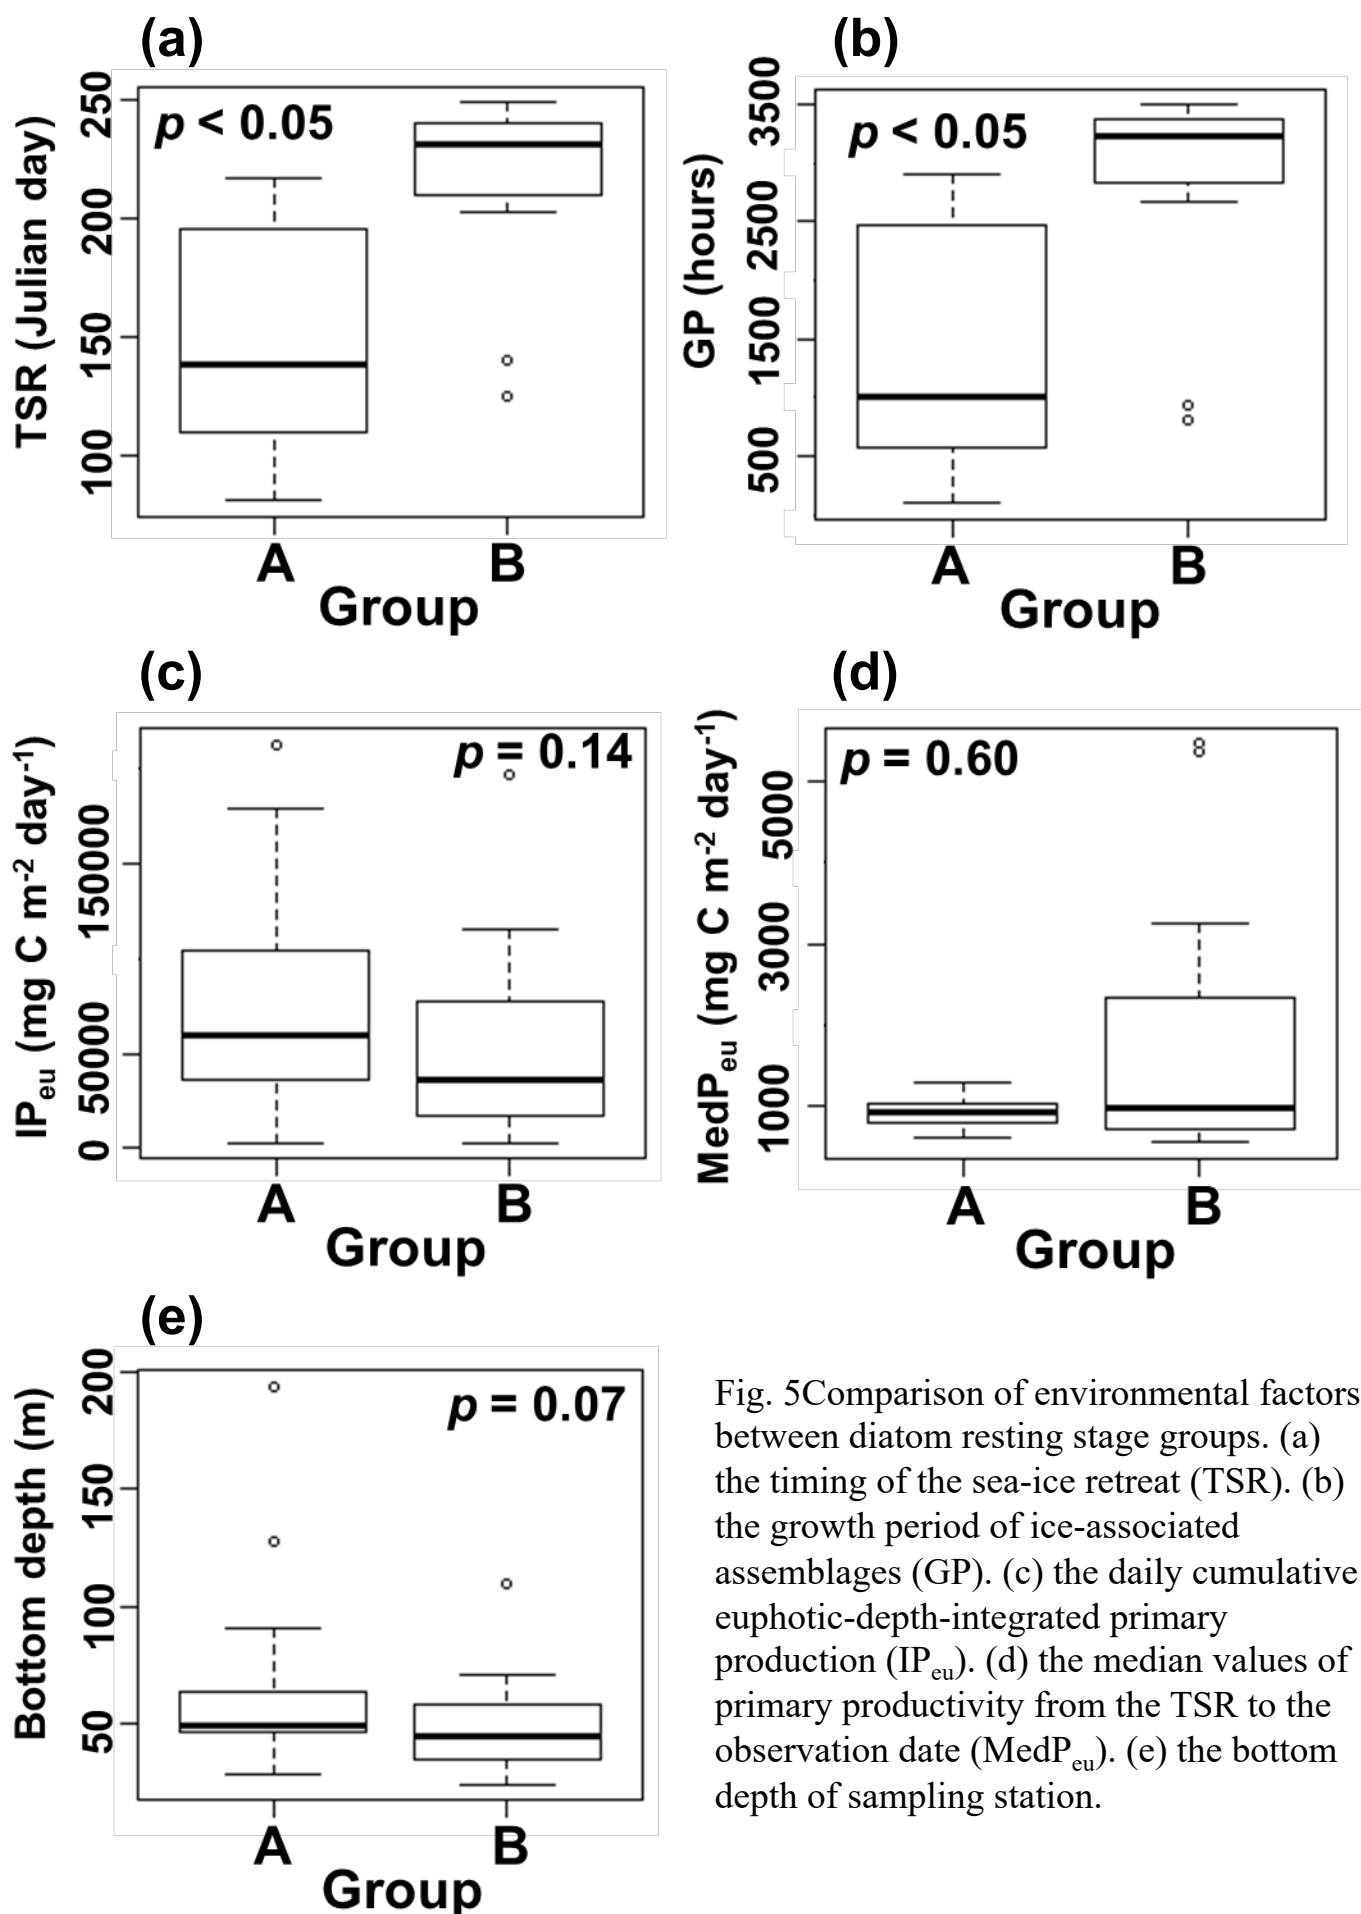 (a)
p < 0.05
TSR (Julian day)
250
200
150
100
A B
Group
(b)
p < 0.05
GP (hours)
3500
2500
1500
500
A B
Group
(c)
p = 0.14
IPeu (mg C m-2 day-1)
150000
50000
0
A B
Group
(d)
p = 0.60
MedPeu (mg C m-2 day-1)
5000
3000
1000
A B
Group
(e)
p = 0.07
Bottom depth (m)
200
150
100
50
A B
Group
Fig. 5Comparison of environmental factors
between diatom resting stage groups. (a)
the timing of the sea-ice retreat (TSR). (b)
the growth period of ice-associated
assemblages (GP). (c) the daily cumulative
euphotic-depth-integrated primary
production (IPeu). (d) the median values of
primary productivity from the TSR to the
observation date (MedPeu). (e) the bottom
depth of sampling station.